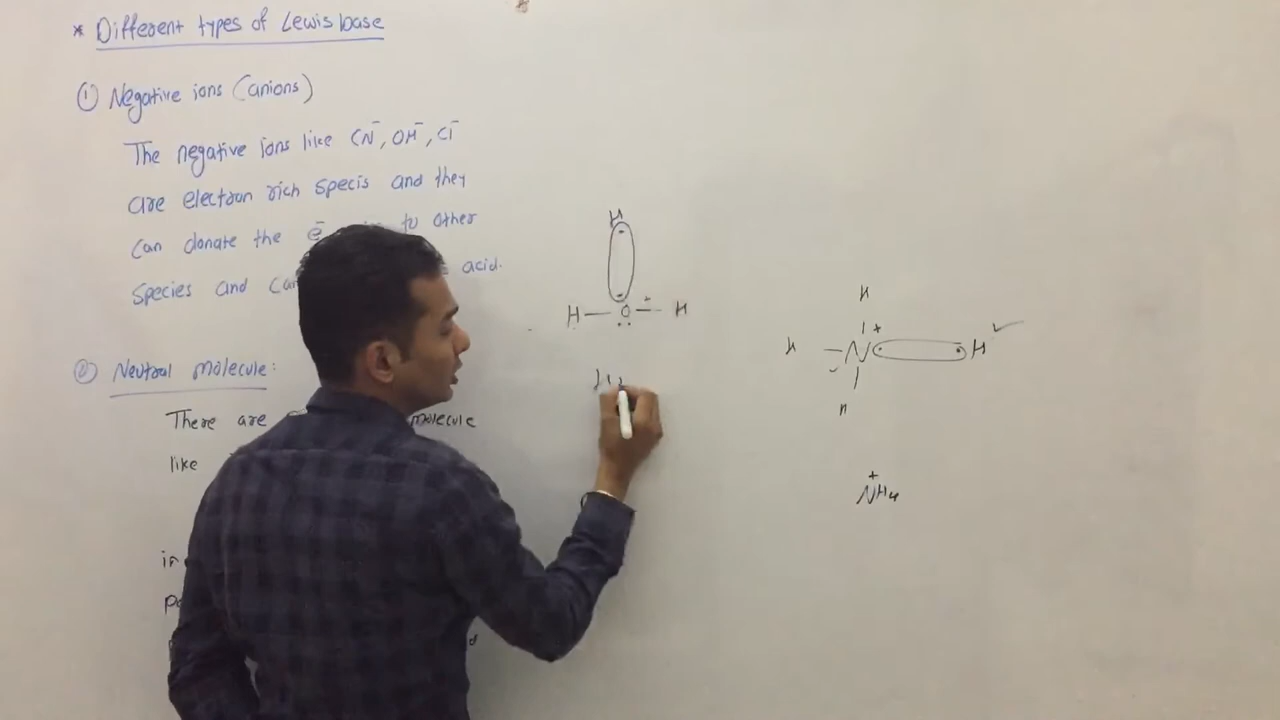 * Different types of Lewis base
① Negative ions (anions)
The negative ions like CN⁻, OH⁻, Cl⁻
are electron rich specis and they
can donate the e⁻ to other
species and acid.
② Neutral molecule:
There are molecule
like
H
H — O⁺ — H
H
H N⁺ H ✓
H
⁺NH₄